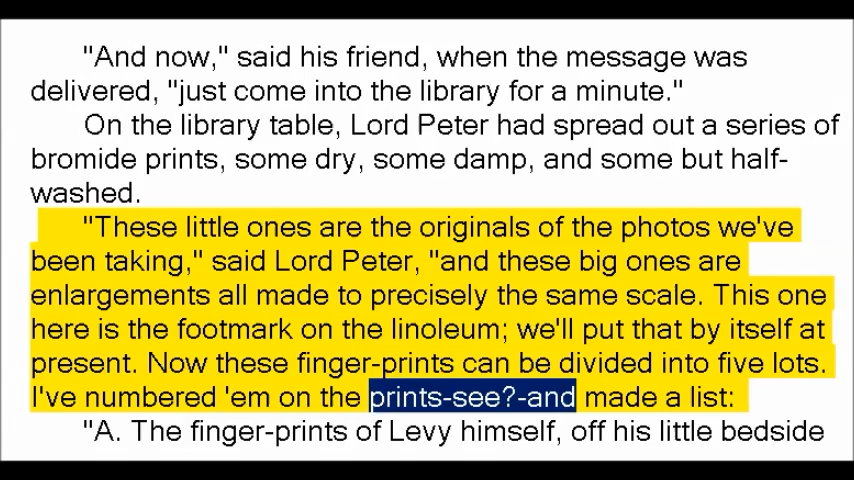 "And now," said his friend, when the message was
delivered, "just come into the library for a minute."
On the library table, Lord Peter had spread out a series of
bromide prints, some dry, some damp, and some but half-
washed.
"These little ones are the originals of the photos we've
been taking," said Lord Peter, "and these big ones are
enlargements all made to precisely the same scale. This one
here is the footmark on the linoleum; we'll put that by itself at
present. Now these finger-prints can be divided into five lots.
I've numbered 'em on the prints-see?-and made a list:
"A. The finger-prints of Levy himself, off his little bedside